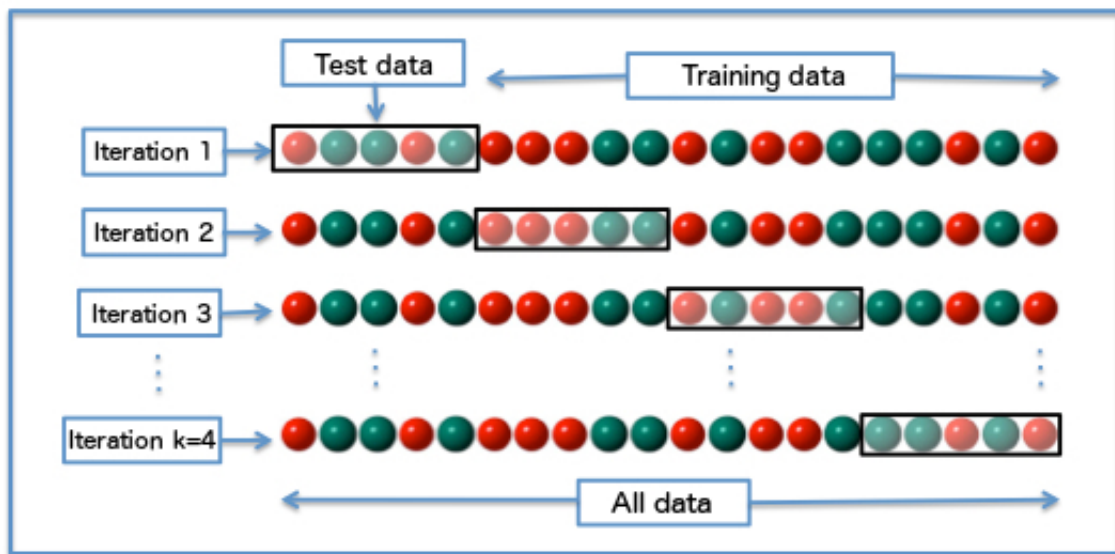 Test data
Training data
Iteration 1
Iteration 2
Iteration 3
Iteration k=4
All data